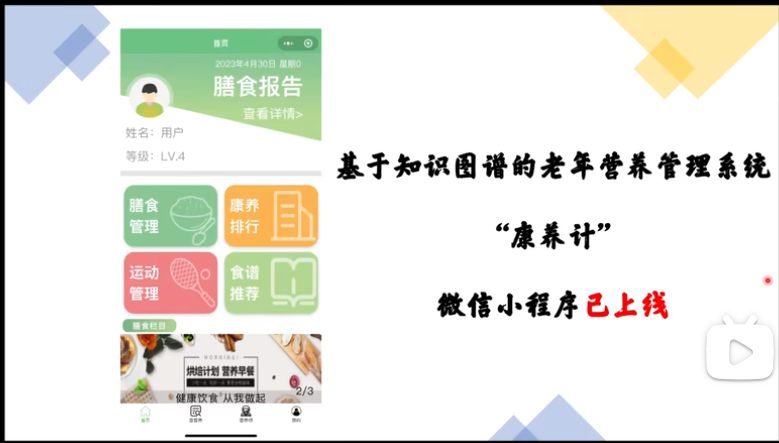 首页
2023年4月30日 星期0
膳食报告
查看详情>
姓名：用户
等级：LV.4
膳食
管理
康养
排行
运动
管理
食谱
推荐
膳食栏目
烘焙计划 营养早餐
健康饮食 从我做起
2/3
首页
我的
基于知识图谱的老年营养管理系统
“康养计”
微信小程序已上线